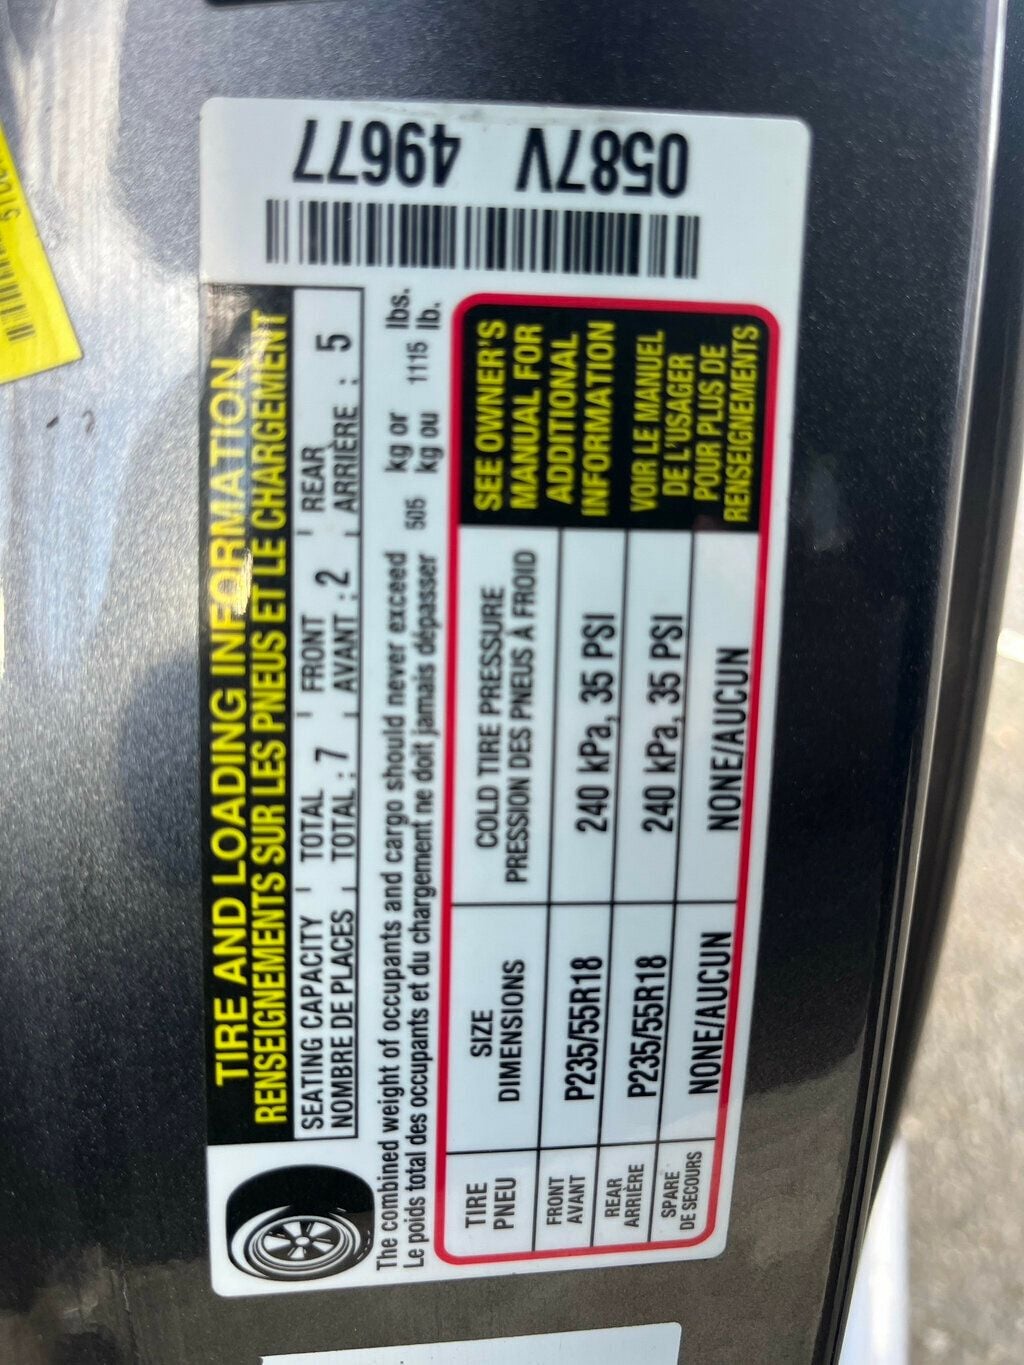 TIRE AND LOADING INFORMATION
RENSEIGNEMENTS SUR LES PNEUS ET LE CHARGEMENT
SEATING CAPACITY TOTAL 7 FRONT 2 REAR 5
NOMBRE DE PLACES TOTAL : AVANT : ARRIÈRE :
The combined weight of occupants and cargo should never exceed 505 kg or 1115 lbs.
Le poids total des occupants et du chargement ne doit jamais dépasser kg ou lb.
TIRE SIZE COLD TIRE PRESSURE
PNEU DIMENSIONS PRESSION DES PNEUS À FROID
FRONT P235/55R18 240 kPa, 35 PSI
AVANT
REAR P235/55R18 240 kPa, 35 PSI
ARRIÈRE
SPARE NONE/AUCUN NONE/AUCUN
DE SECOURS
SEE OWNER'S
MANUAL FOR
ADDITIONAL
INFORMATION
VOIR LE MANUEL
DE L'USAGER
POUR PLUS DE
RENSEIGNEMENTS
0587V 49677